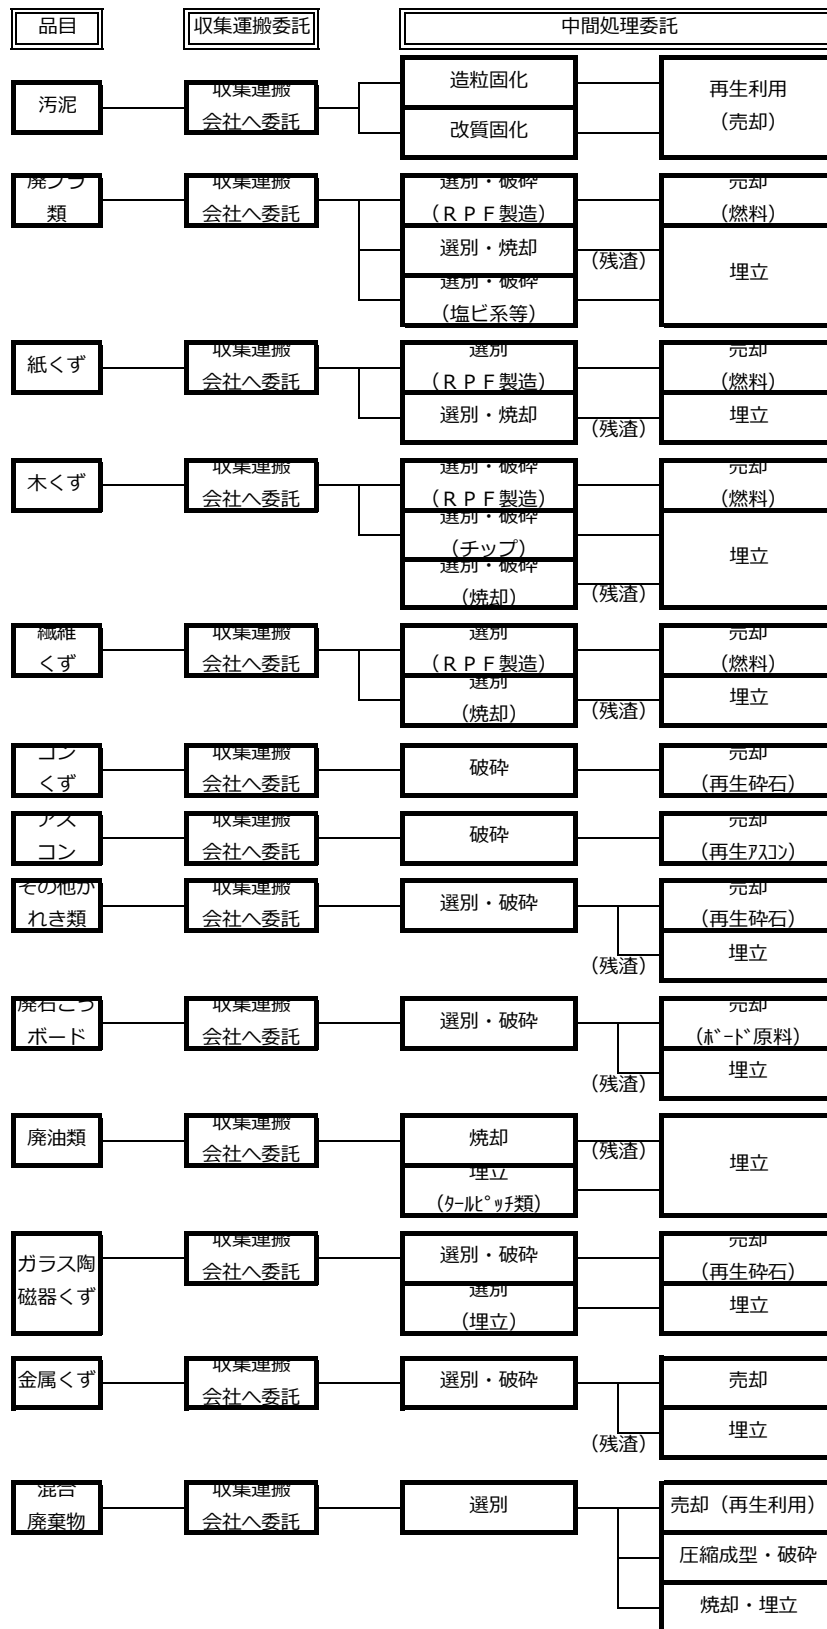 品目
収集運搬委託
中間処理委託
汚泥
収集運搬
会社へ委託
造粒固化
改質固化
再生利用
(売却)
廃プラ
類
収集運搬
会社へ委託
選別・破砕
(ＲＰＦ製造)
選別・焼却
(残渣)
選別・破砕
(塩ビ系等)
売却
(燃料)
埋立
紙くず
収集運搬
会社へ委託
選別
(ＲＰＦ製造)
選別・焼却
(残渣)
売却
(燃料)
埋立
木くず
収集運搬
会社へ委託
選別・破砕
(ＲＰＦ製造)
選別・破砕
(チップ)
選別・破砕
(焼却)
(残渣)
売却
(燃料)
埋立
繊維
くず
収集運搬
会社へ委託
選別
(ＲＰＦ製造)
選別
(焼却)
(残渣)
売却
(燃料)
埋立
コン
くず
収集運搬
会社へ委託
破砕
売却
(再生砕石)
アス
コン
収集運搬
会社へ委託
破砕
売却
(再生ｱｽｺﾝ)
その他が
れき類
収集運搬
会社へ委託
選別・破砕
(残渣)
売却
(再生砕石)
埋立
廃石こう
ボード
収集運搬
会社へ委託
選別・破砕
(残渣)
売却
(ﾎﾞｰﾄﾞ原料)
埋立
廃油類
収集運搬
会社へ委託
焼却
(残渣)
埋立
(ﾀｰﾙﾋﾟｯﾁ類)
埋立
ガラス陶
磁器くず
収集運搬
会社へ委託
選別・破砕
選別
(埋立)
売却
(再生砕石)
埋立
金属くず
収集運搬
会社へ委託
選別・破砕
(残渣)
売却
埋立
混合
廃棄物
収集運搬
会社へ委託
選別
売却（再生利用）
圧縮成型・破砕
焼却・埋立